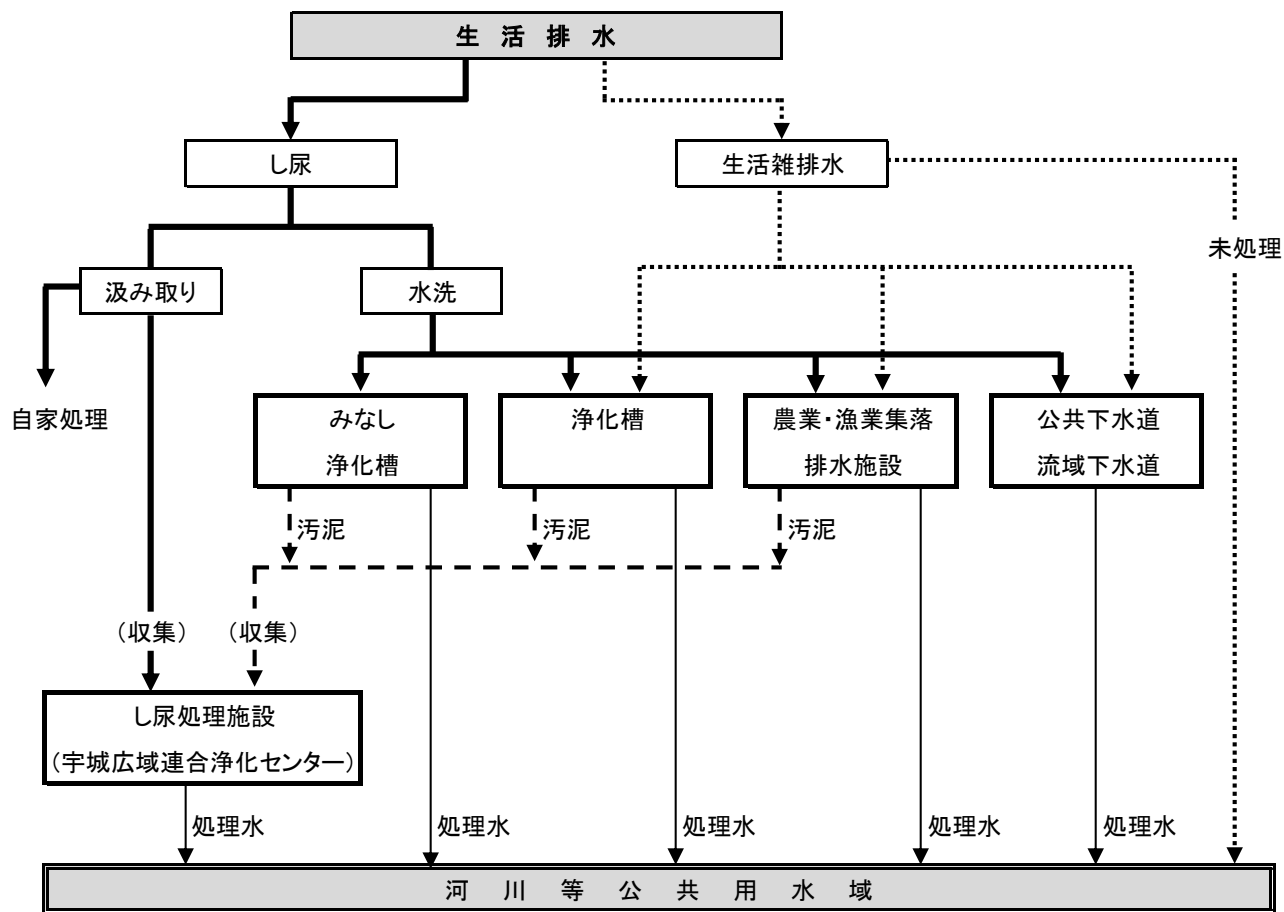 生活排水
し尿
生活雑排水
未処理
汲み取り
水洗
自家処理
みなし
浄化槽
浄化槽
農業・漁業集落
排水施設
公共下水道
流域下水道
汚泥
汚泥
汚泥
(収集)
(収集)
し尿処理施設
(宇城広域連合浄化センター)
処理水
処理水
処理水
処理水
処理水
河川等公共用水域